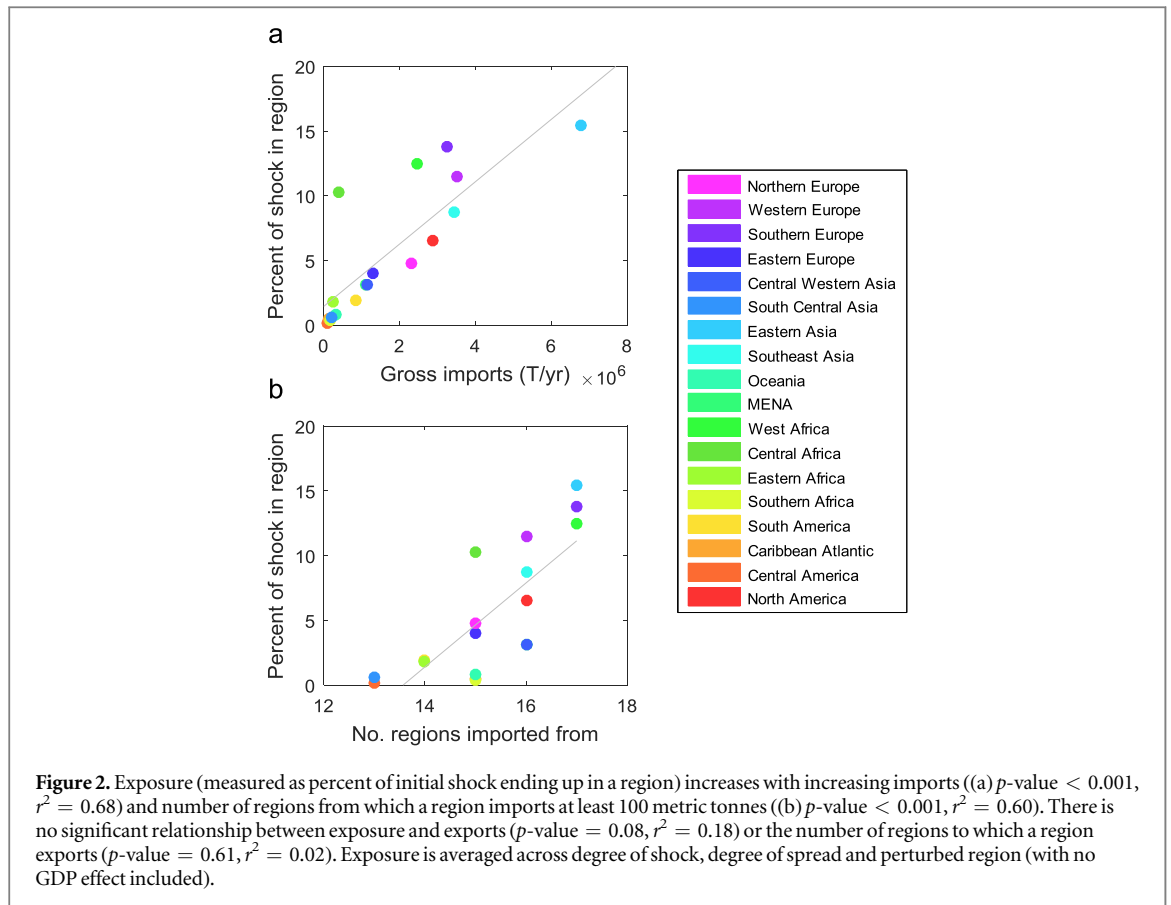 a
20
15
10
5
0
Percent of shock in region
0 2 4 6 8
Gross imports (T/yr) ×10^6
b
20
15
10
5
0
Percent of shock in region
12 14 16 18
No. regions imported from
Northern Europe
Western Europe
Southern Europe
Eastern Europe
Central Western Asia
South Central Asia
Eastern Asia
Southeast Asia
Oceania
MENA
West Africa
Central Africa
Eastern Africa
Southern Africa
South America
Caribbean Atlantic
Central America
North America
Figure 2. Exposure (measured as percent of initial shock ending up in a region) increases with increasing imports ((a) p-value < 0.001,
r² = 0.68) and number of regions from which a region imports at least 100 metric tonnes ((b) p-value < 0.001, r² = 0.60). There is
no significant relationship between exposure and exports (p-value = 0.08, r² = 0.18) or the number of regions to which a region
exports (p-value = 0.61, r² = 0.02). Exposure is averaged across degree of shock, degree of spread and perturbed region (with no
GDP effect included).